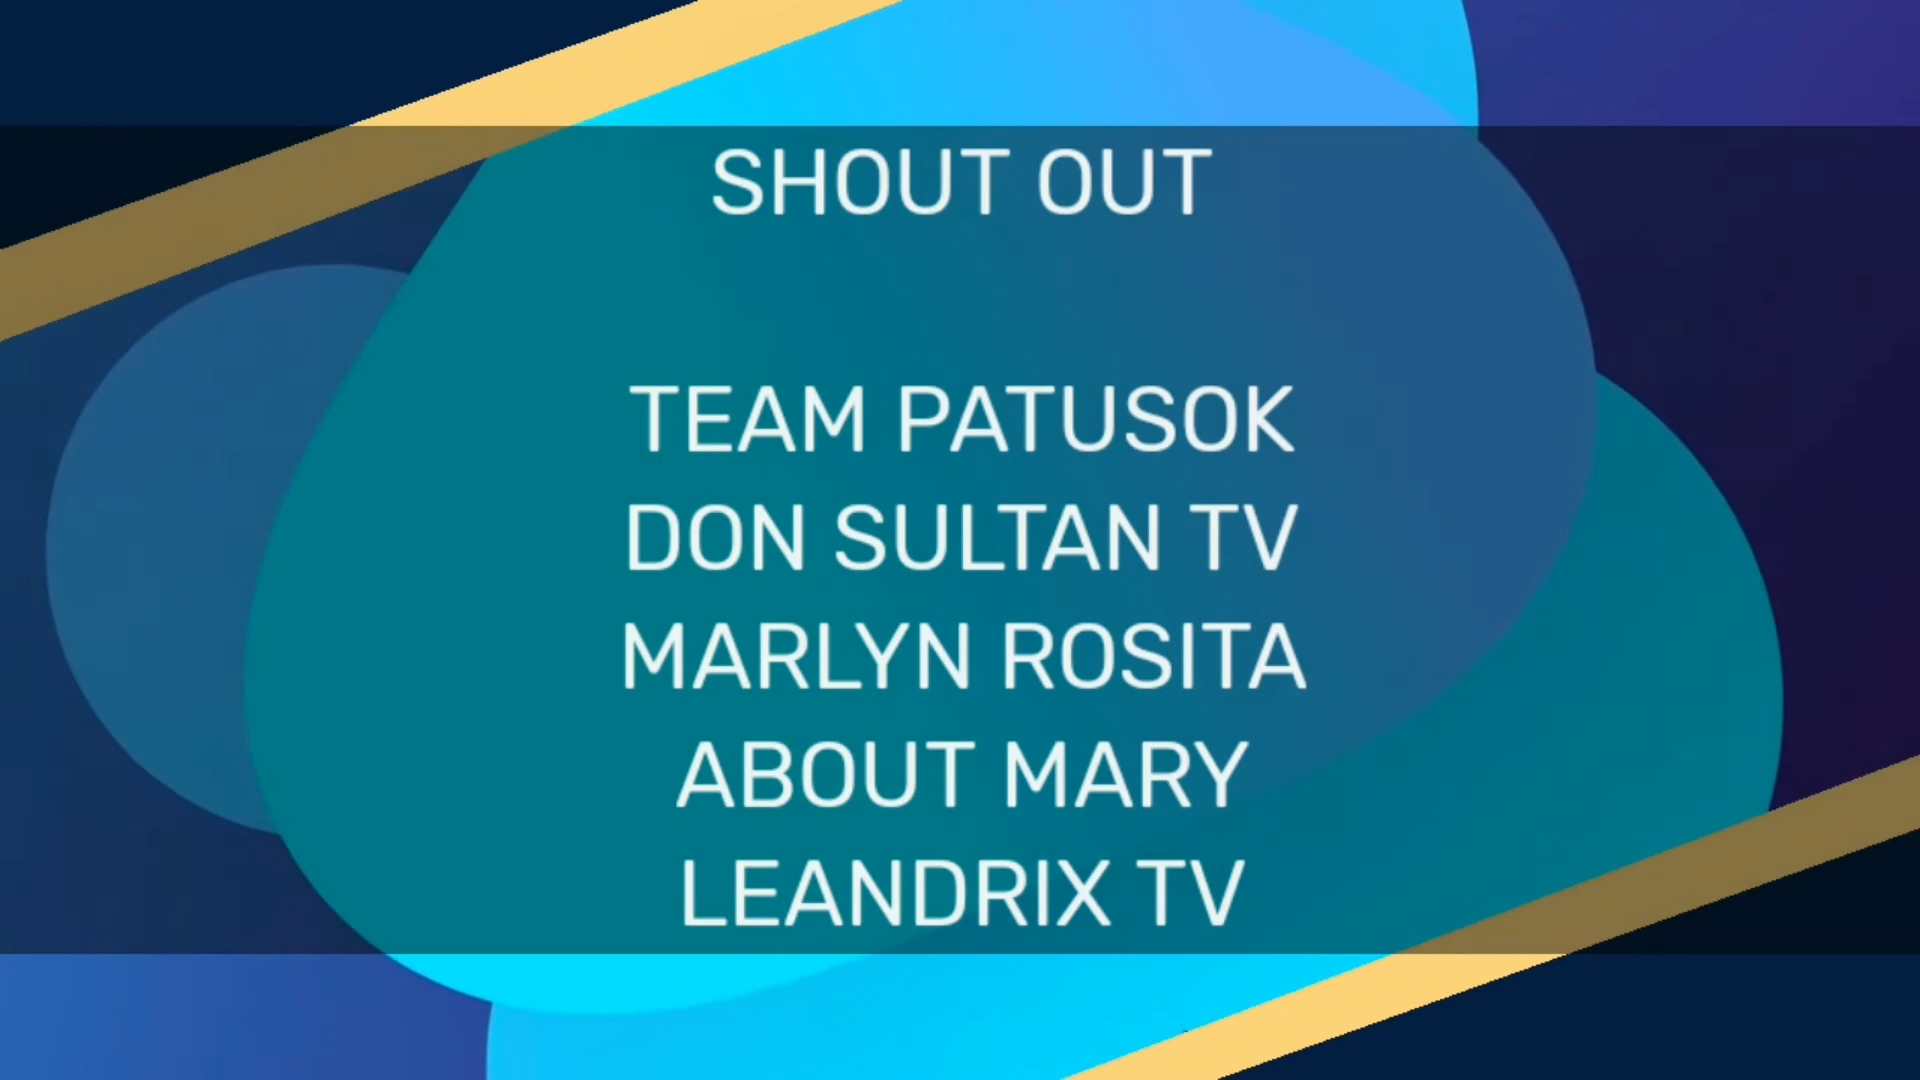 SHOUT OUT
TEAM PATUSOK
DON SULTAN TV
MARLYN ROSITA
ABOUT MARY
LEANDRIX TV